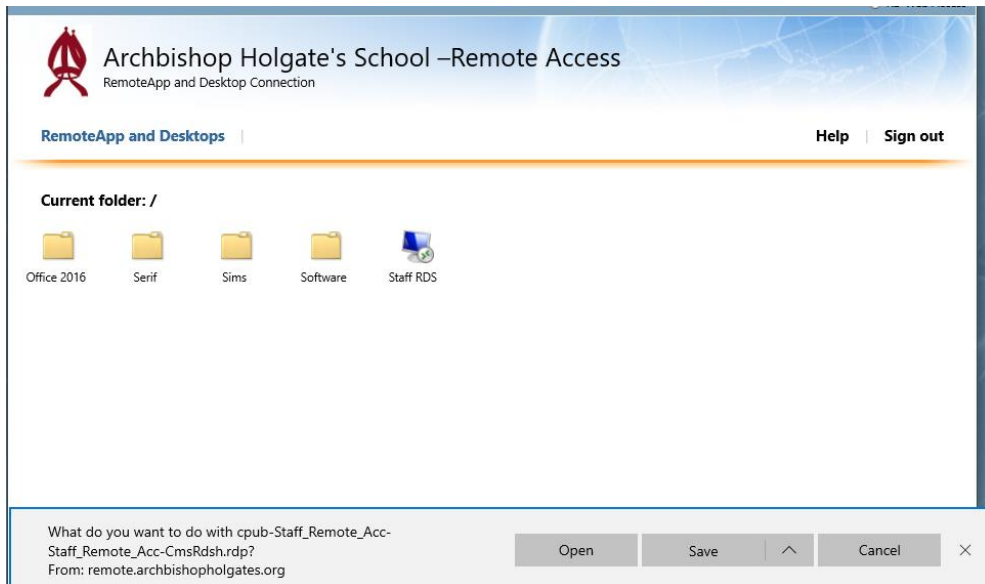 Archbishop Holgate's School –Remote Access
RemoteApp and Desktop Connection
RemoteApp and Desktops
Help | Sign out
Current folder: /
Office 2016 Serif Sims Software Staff RDS
What do you want to do with cpub-Staff_Remote_Acc-
Staff_Remote_Acc-CmsRdsh.rdp?
From: remote.archbishopholgates.org
Open Save Cancel